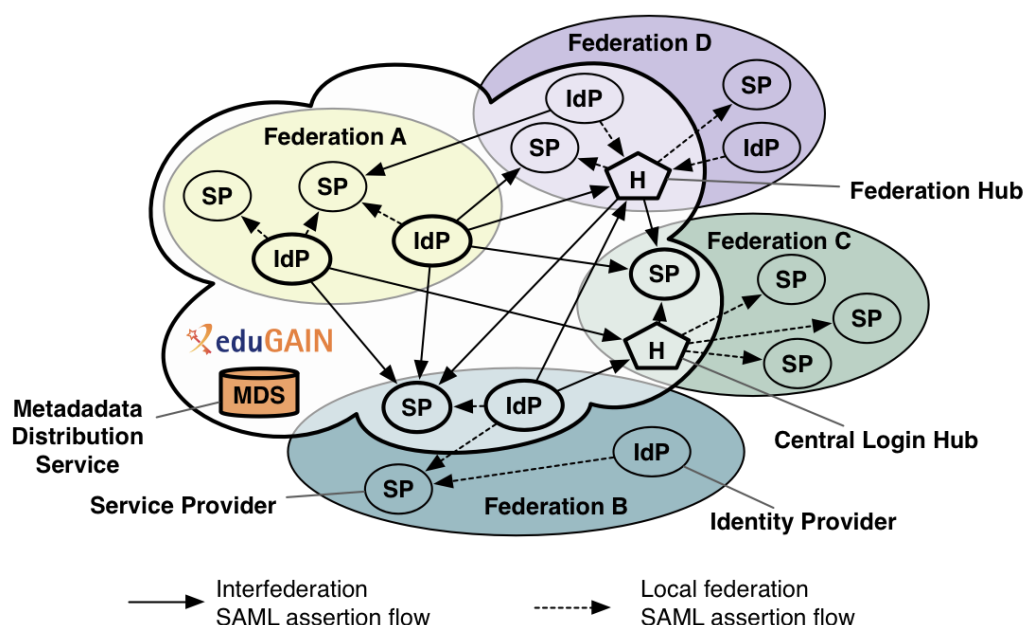 Federation D
IdP
SP
SP
IdP
H
Federation Hub
Federation A
SP
SP
IdP
IdP
Federation C
SP
SP
SP
SP
H
Central Login Hub
eduGAIN
MDS
Metadadata
Distribution
Service
SP
IdP
IdP
SP
Service Provider
Federation B
Identity Provider
Interfederation
SAML assertion flow
Local federation
SAML assertion flow